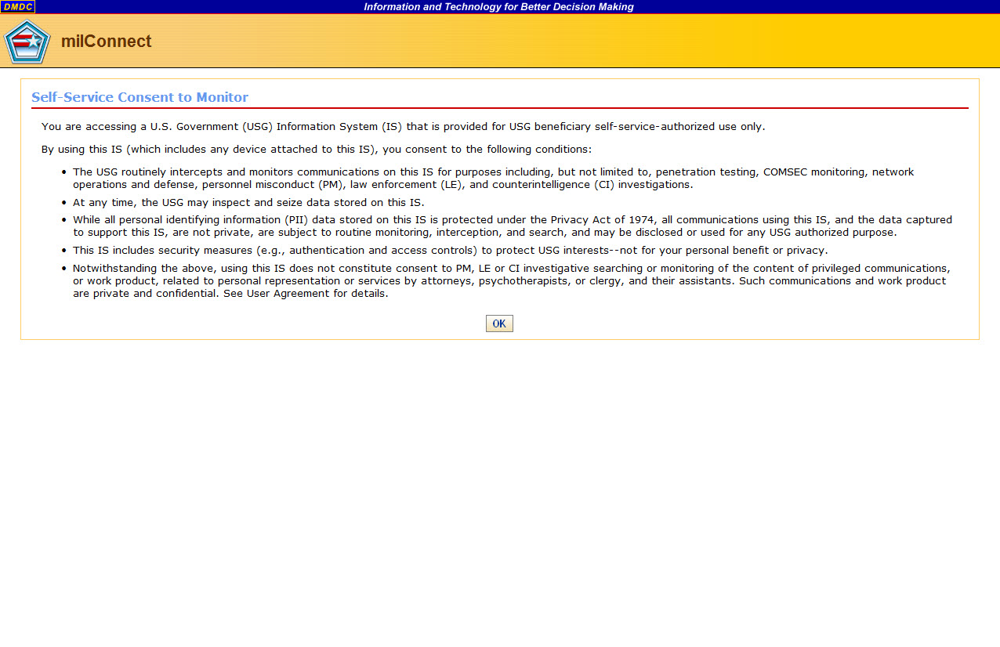 DMDC
Information and Technology for Better Decision Making
milConnect
Self-Service Consent to Monitor
You are accessing a U.S. Government (USG) Information System (IS) that is provided for USG beneficiary self-service-authorized use only.
By using this IS (which includes any device attached to this IS), you consent to the following conditions:
• The USG routinely intercepts and monitors communications on this IS for purposes including, but not limited to, penetration testing, COMSEC monitoring, network
operations and defense, personnel misconduct (PM), law enforcement (LE), and counterintelligence (CI) investigations.
• At any time, the USG may inspect and seize data stored on this IS.
• While all personal identifying information (PII) data stored on this IS is protected under the Privacy Act of 1974, all communications using this IS, and the data captured
to support this IS, are not private, are subject to routine monitoring, interception, and search, and may be disclosed or used for any USG authorized purpose.
• This IS includes security measures (e.g., authentication and access controls) to protect USG interests--not for your personal benefit or privacy.
• Notwithstanding the above, using this IS does not constitute consent to PM, LE or CI investigative searching or monitoring of the content of privileged communications,
or work product, related to personal representation or services by attorneys, psychotherapists, or clergy, and their assistants. Such communications and work product
are private and confidential. See User Agreement for details.
OK